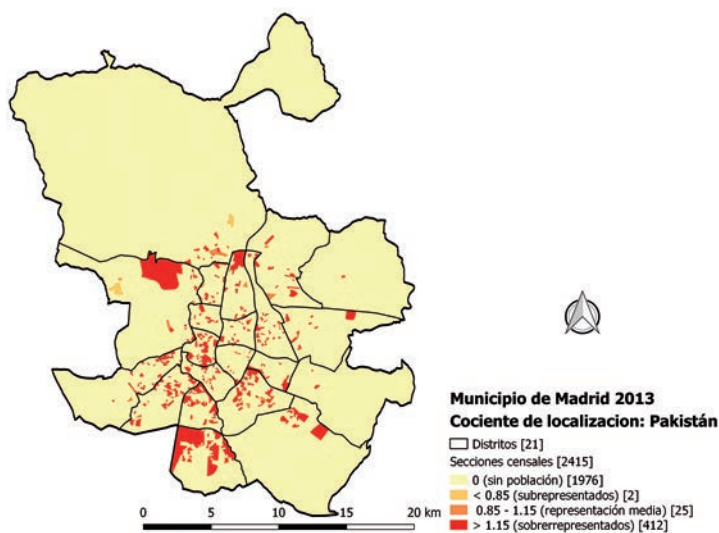 Municipio de Madrid 2013
Cociente de localizacion: Pakistán
Distritos [21]
Secciones censales [2415]
0 (sin población) [1976]
< 0.85 (subrepresentados) [2]
0.85 - 1.15 (representación media) [25]
> 1.15 (sobrerrepresentados) [412]
0 5 10 15 20 km